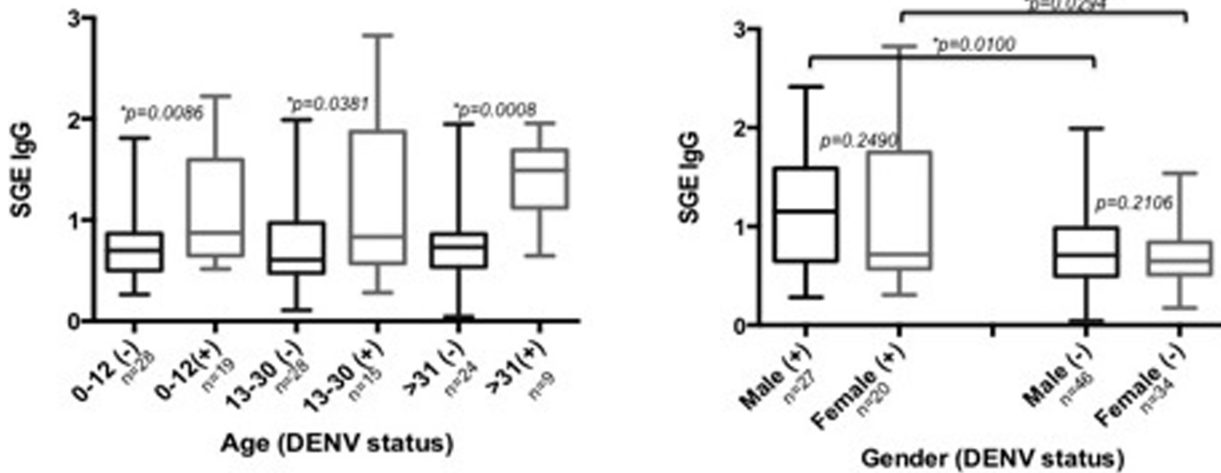 3
2
1
0
SGE IgG
*p=0.0086
*p=0.0381
*p=0.0008
0-12 (-)
n=28
0-12(+)
n=19
13-30 (-)
n=28
13-30 (+)
n=15
>31 (-)
n=24
>31(+)
n=9
Age (DENV status)
*p=0.0294
*p=0.0100
3
2
1
0
SGE IgG
p=0.2490
p=0.2106
Male (+)
n=27
Female (+)
n=20
Male (-)
n=46
Female (-)
n=34
Gender (DENV status)